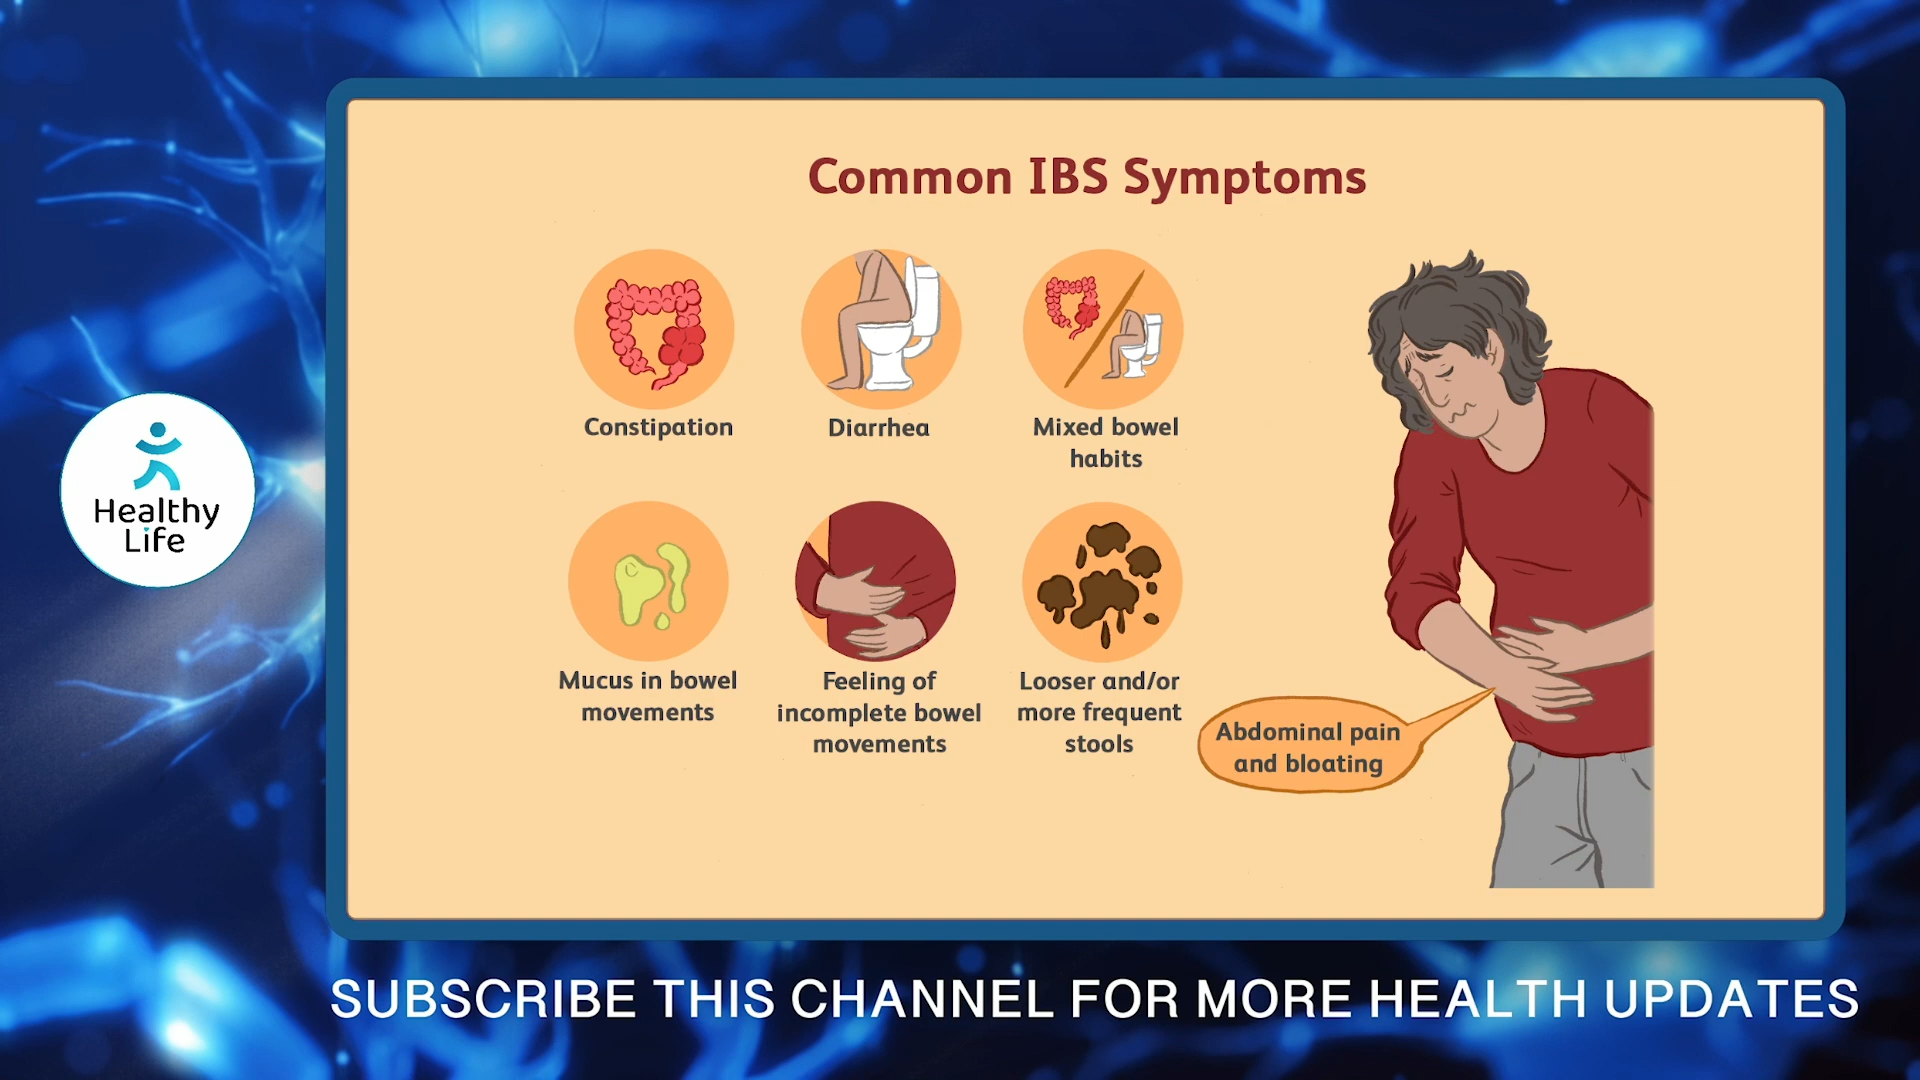 Common IBS Symptoms
Constipation
Diarrhea
Mixed bowel
habits
Mucus in bowel
movements
Feeling of
incomplete bowel
movements
Looser and/or
more frequent
stools
Abdominal pain
and bloating
Healthy
Life
SUBSCRIBE THIS CHANNEL FOR MORE HEALTH UPDATES